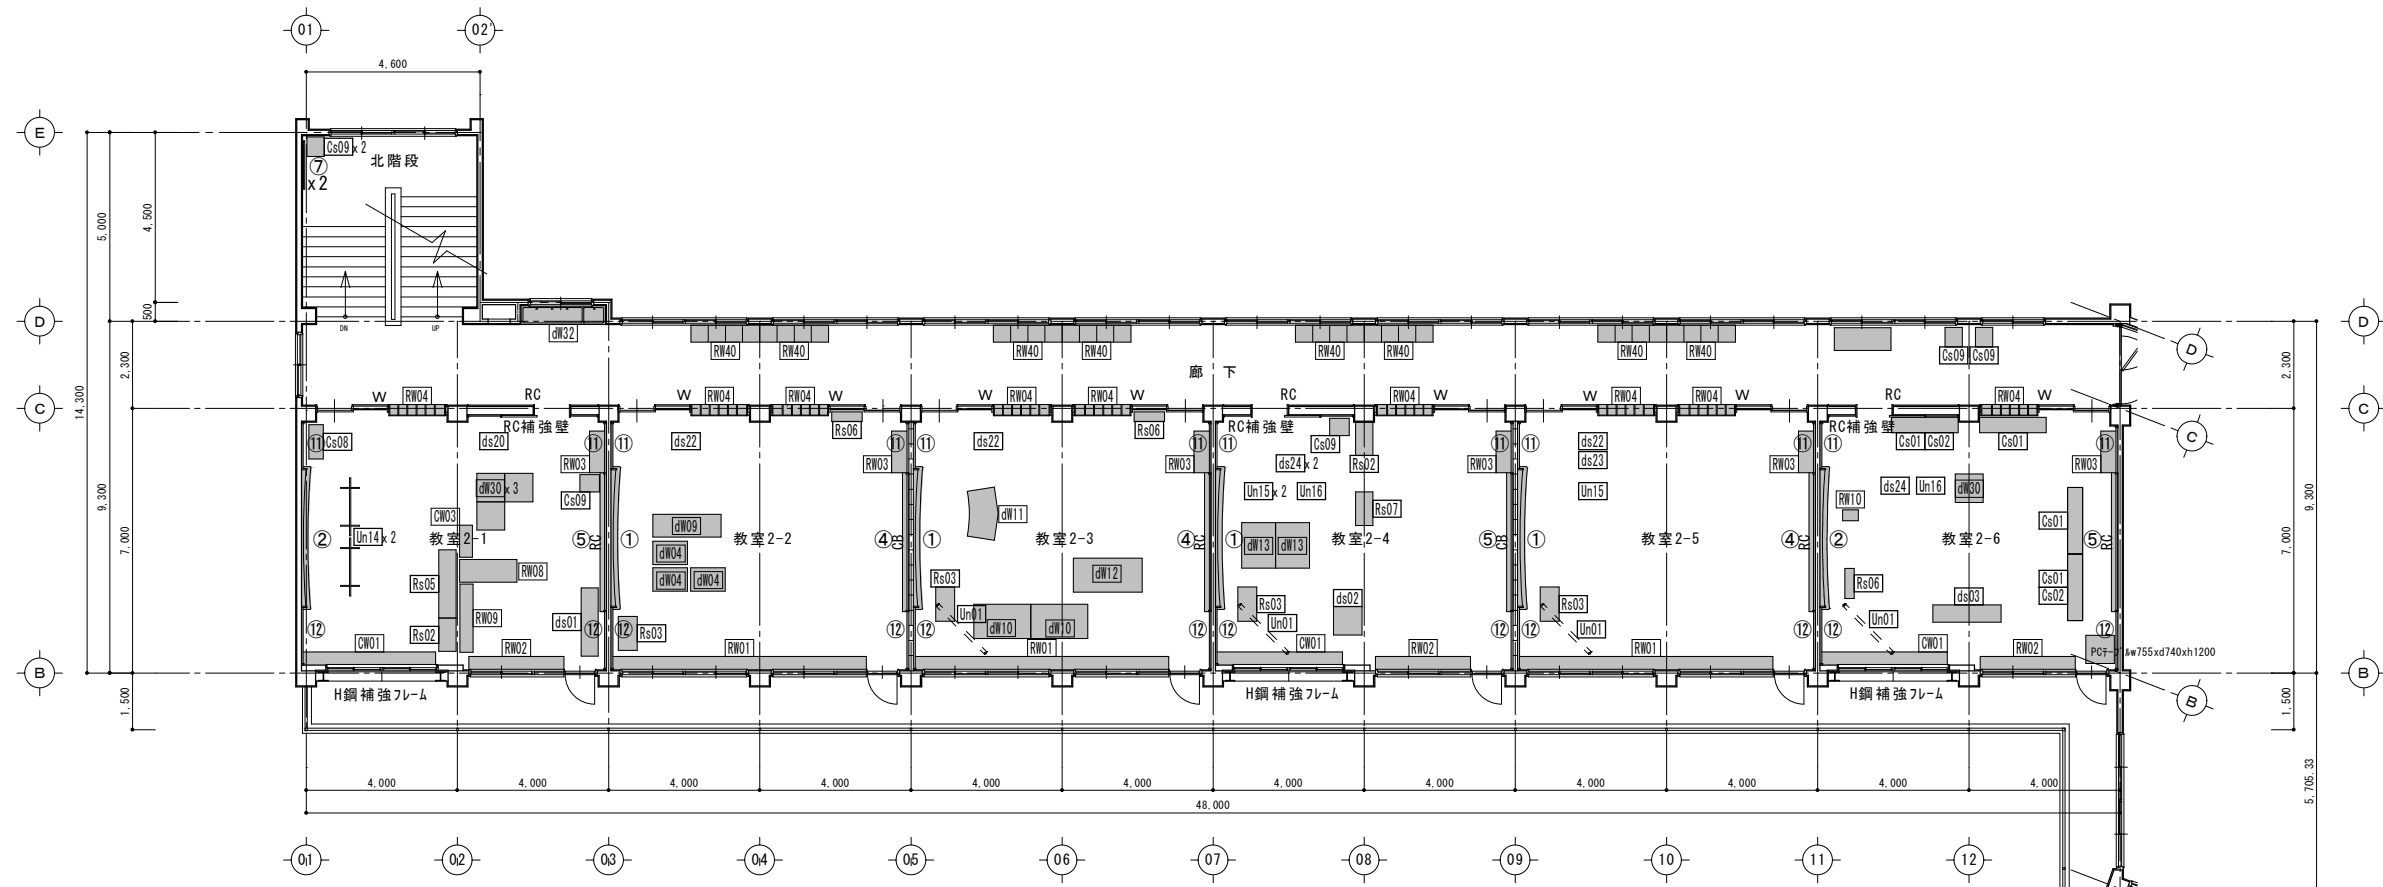 01
02'
4,600
E
Cs09 x 2
北階段
⑦
x2
4,500
5,000
500
DN
UP
D
dW32
RW40
RW40
RW40
RW40
RW40
RW40
RW40
RW40
Cs09
Cs09
D
D
2,300
14,300
廊 下
2,300
C
W
RW04
RC
W
RW04
RW04
W
W
RW04
RW04
W
RC
RW04
W
W
RW04
RW04
W
RC
RW04
W
C
C
Rs06
Rs06
RC補強壁
RC補強壁
RC補強壁
⑪
Cs08
ds20
⑪
RW03
⑪
ds22
⑪
RW03
⑪
ds22
⑪
RW03
⑪
Cs09
ds24 x 2
Rs02
⑪
RW03
⑪
ds22
ds23
⑪
RW03
⑪
Cs01
Cs02
Cs01
⑪
RW03
dW30 x 3
Cs09
CW03
Un14 x 2
②
教室2-1
⑤
RC
Rs05
RW08
RW09
ds01
Rs02
⑫
CW01
RW02
⑫
①
dW09
教室2-2
④
CB
dW04
dW04
dW04
⑫
Rs03
RW01
⑫
①
dW11
教室2-3
④
RC
dW12
Rs03
Un01
dW10
dW10
⑫
RW01
⑫
Un15 x 2
Un16
Rs07
①
dW13
dW13
教室2-4
⑤
CB
Rs03
ds02
Un01
⑫
CW01
RW02
⑫
Un15
①
教室2-5
④
RC
Rs03
Un01
⑫
RW01
⑫
ds24
Un16
dW30
RW10
Cs01
②
教室2-6
⑤
RC
Rs06
Cs01
Cs02
ds03
Un01
⑫
CW01
RW02
⑫
PCテーブルw755xd740xh1200
9,300
7,000
9,300
7,000
B
B
B
H鋼補強フレーム
H鋼補強フレーム
H鋼補強フレーム
1,500
1,500
5,705.33
4,000
4,000
4,000
4,000
4,000
4,000
4,000
4,000
4,000
4,000
4,000
4,000
48,000
01
02
03
04
05
06
07
08
09
10
11
12